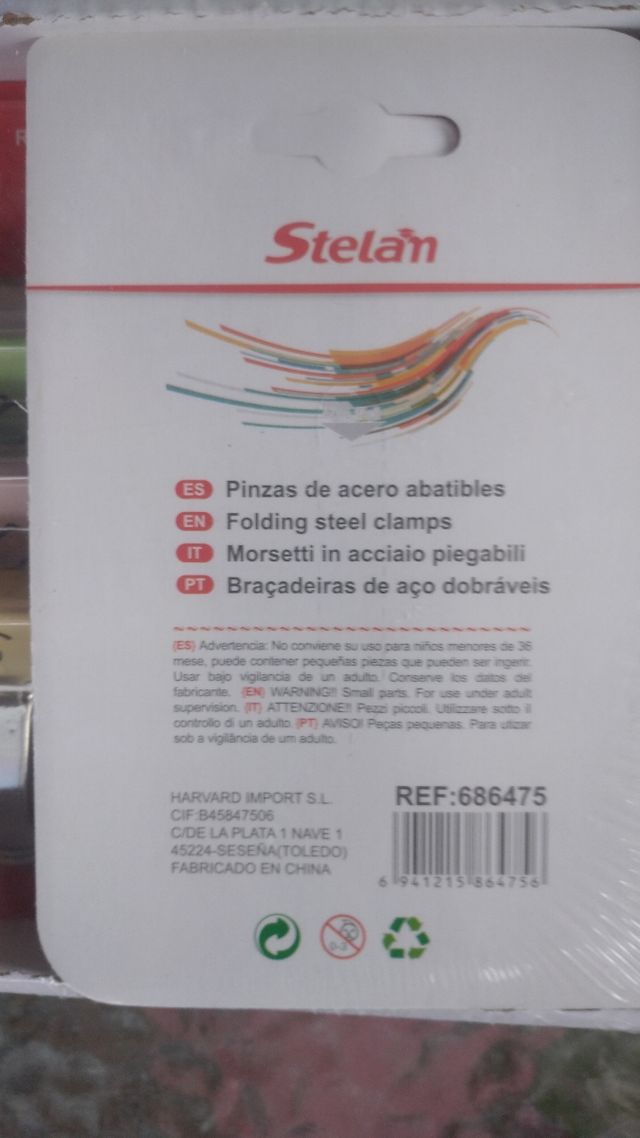 Stelan
ES Pinzas de acero abatibles
EN Folding steel clamps
IT Morsetti in acciaio piegabili
PT Braçadeiras de aço dobráveis
(ES) Advertencia: No conviene su uso para niños menores de 36
mese, puede contener pequeñas piezas que pueden ser ingerir.
Usar bajo vigilancia de un adulto. Conserve los datos del
fabricante. (EN) WARNING!! Small parts. For use under adult
supervision. (IT) ATTENZIONE!! Pezzi piccoli. Utilizzare sotto il
controllo di un adulto. (PT) AVISO! Peças pequenas. Para utizar
sob a vigilância de um adulto.
HARVARD IMPORT S.L.
CIF:B45847506
C/DE LA PLATA 1 NAVE 1
45224-SESEÑA(TOLEDO)
FABRICADO EN CHINA
REF:686475
6 941215 864756
0-3